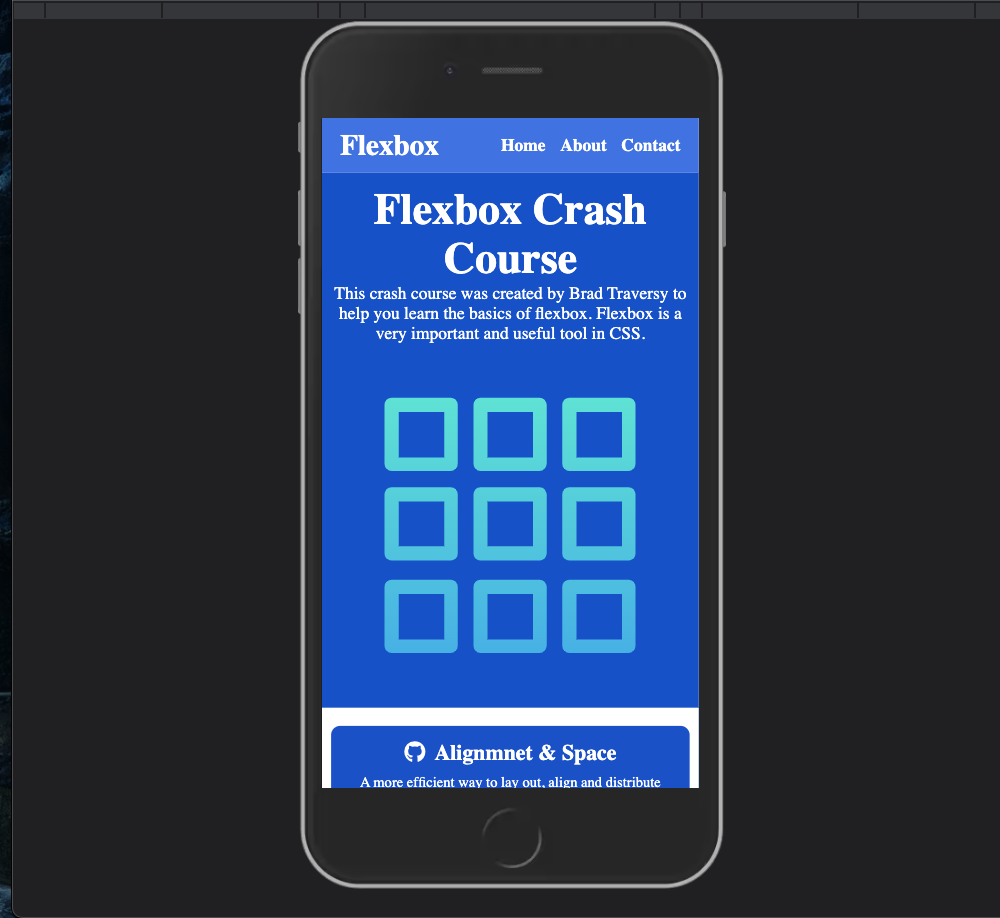 Flexbox
Home About Contact
Flexbox Crash
Course
This crash course was created by Brad Traversy to
help you learn the basics of flexbox. Flexbox is a
very important and useful tool in CSS.
Alignmnet & Space
A more efficient way to lay out, align and distribute